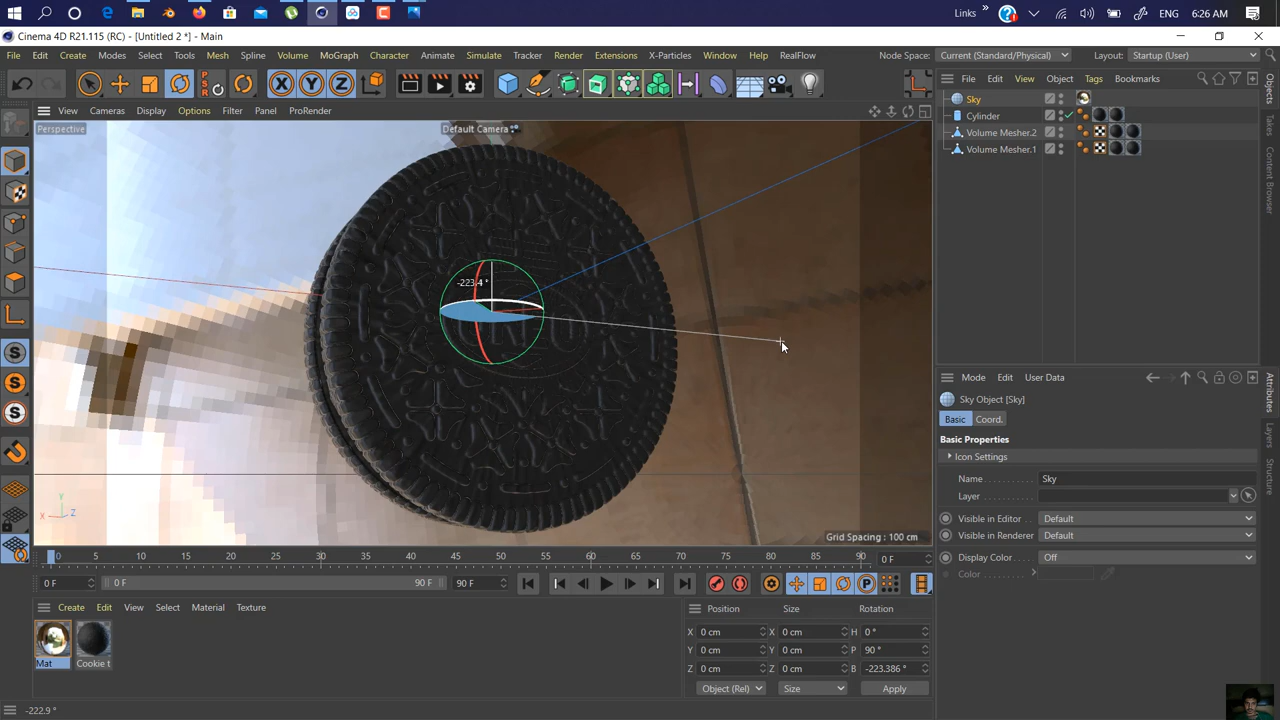 Links
ENG
6:26 AM
Cinema 4D R21.115 (RC) - [Untitled 2 *] - Main
File Edit Create Modes Select Tools Mesh Spline Volume MoGraph Character Animate Simulate Tracker Render Extensions X-Particles Window Help RealFlow
Node Space: Current (Standard/Physical) Layout: Startup (User)
PSR
X Y Z
File Edit View Object Tags Bookmarks
View Cameras Display Options Filter Panel ProRender
Perspective
Default Camera
Sky
Cylinder
Volume Mesher.2
Volume Mesher.1
Objects
Takes
Content Browser
-223.4 °
Mode Edit User Data
Sky Object [Sky]
Basic Coord.
Basic Properties
Icon Settings
Name Sky
Layer
Visible in Editor Default
Visible in Renderer Default
Display Color Off
Color
Attributes
Layers
Structure
Y
X Z
Grid Spacing : 100 cm
0 5 10 15 20 25 30 35 40 45 50 55 60 65 70 75 80 85 90
0 F
0 F 0 F 90 F 90 F
Create Edit View Select Material Texture
Mat
Cookie t
Position Size Rotation
X 0 cm X 0 cm H 0 °
Y 0 cm Y 0 cm P 90 °
Z 0 cm Z 0 cm B -223.386 °
Object (Rel) Size Apply
-222.9 °